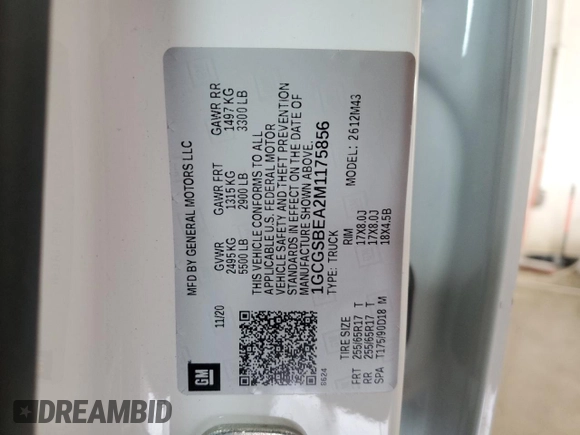 MFD BY GENERAL MOTORS LLC
11/20
GVWR
2495 KG
5500 LB
GAWR FRT
1315 KG
2900 LB
GAWR RR
1497 KG
3300 LB
THIS VEHICLE CONFORMS TO ALL
APPLICABLE U.S. FEDERAL MOTOR
VEHICLE SAFETY AND THEFT PREVENTION
STANDARDS IN EFFECT ON THE DATE OF
MANUFACTURE SHOWN ABOVE.
1GCGSBEA2M1175856
TYPE: TRUCK
MODEL: 2612M43
GM
8624
TIRE SIZE
RIM
FRT 255/65R17 T 17X8.0J
RR 255/65R17 T 17X8.0J
SPA T175/90D18 M 18X4.5B
DREAMBID